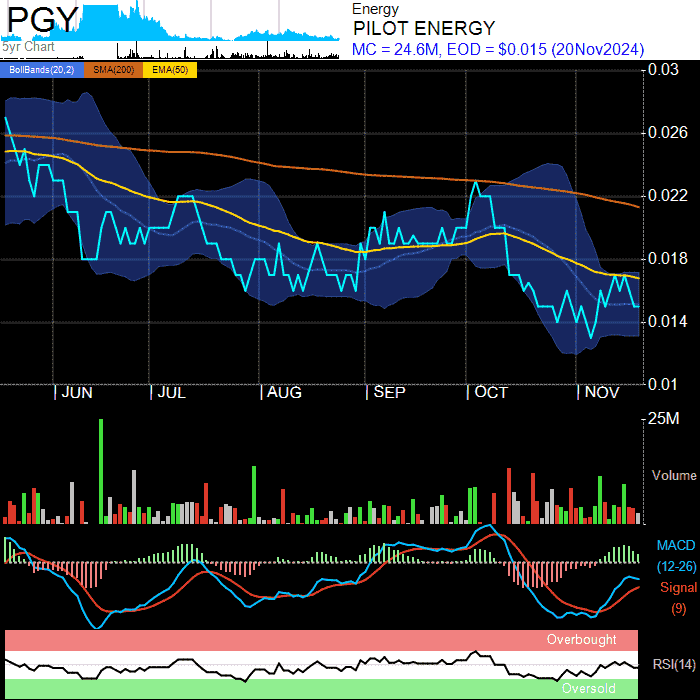 PGY
5yr Chart
Energy
PILOT ENERGY
MC = 24.6M, EOD = $0.015 (20Nov2024)
BollBands(20,2) SMA(200) EMA(50)
0.03
0.026
0.022
0.018
0.014
0.01
| JUN | JUL | AUG | SEP | OCT | NOV
25M
Volume
MACD
(12-26)
Signal
(9)
Overbought
RSI(14)
Oversold